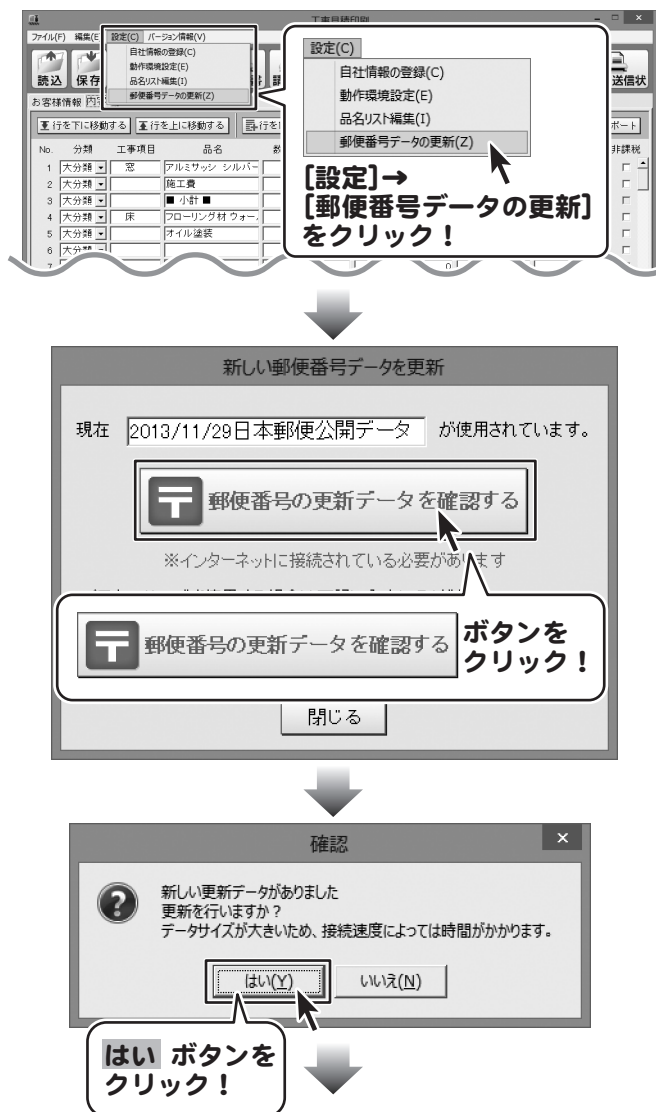 工事見積印刷
ファイル(F) 編集(E) 設定(C) バージョン情報(V)
自社情報の登録(C)
動作環境設定(E)
品名リスト編集(I)
郵便番号データの更新(Z)
読込 保存
送信状
お客様情報
行を下に移動する 行を上に移動する
No. 分類 工事項目 品名
非課税
1 大分類 窓 アルミサッシ シルバー
2 大分類 施工費
3 大分類 ■ 小計 ■
4 大分類 床 フローリング材 ウォー
5 大分類 オイル塗装
6 大分類
設定(C)
自社情報の登録(C)
動作環境設定(E)
品名リスト編集(I)
郵便番号データの更新(Z)
[設定]→
[郵便番号データの更新]
をクリック！
新しい郵便番号データを更新
現在 2013/11/29日本郵便公開データ が使用されています。
郵便番号の更新データを確認する
※インターネットに接続されている必要があります
郵便番号の更新データを確認する
ボタンを
クリック！
閉じる
確認
新しい更新データがありました
更新を行いますか？
データサイズが大きいため、接続速度によっては時間がかかります。
はい(Y) いいえ(N)
はい ボタンを
クリック！